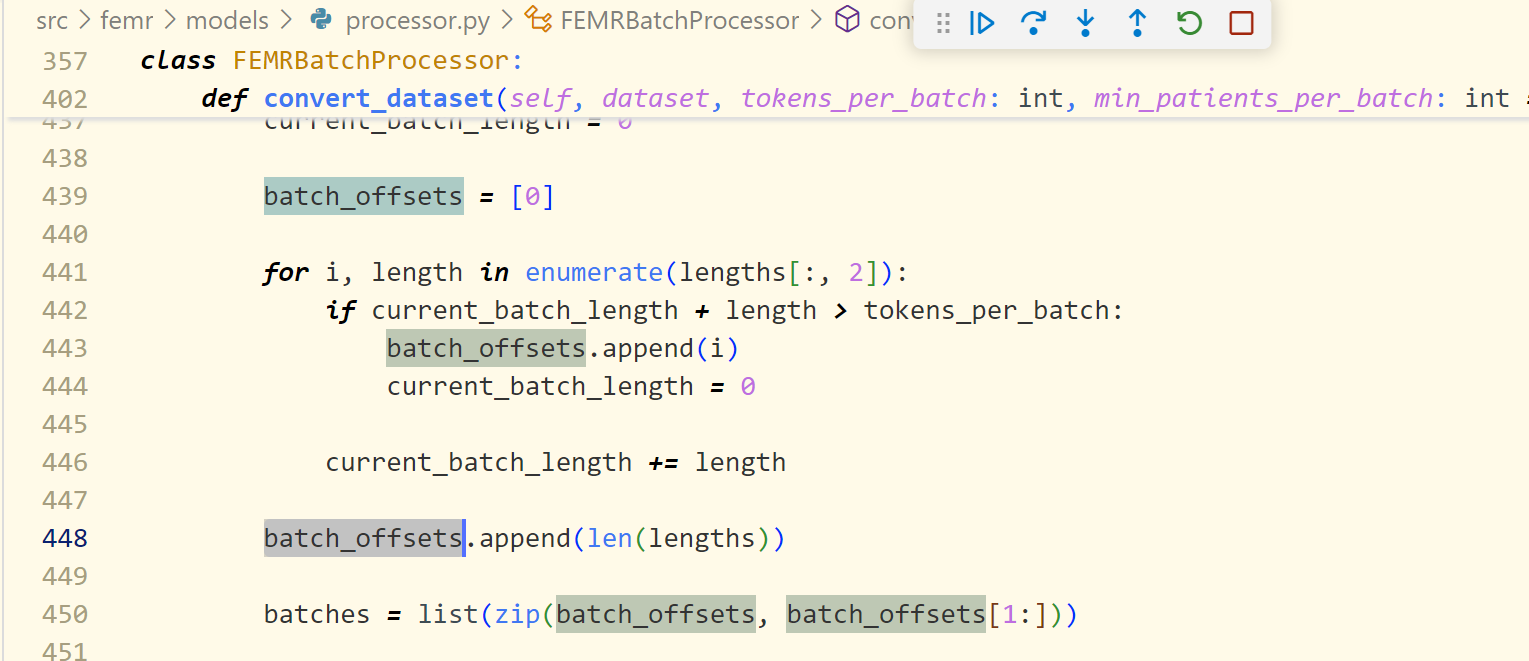 src > femr > models > processor.py > FEMRBatchProcessor >
357 class FEMRBatchProcessor:
402 def convert_dataset(self, dataset, tokens_per_batch: int, min_patients_per_batch: int =
437 current_batch_length = 0
438
439 batch_offsets = [0]
440
441 for i, length in enumerate(lengths[:, 2]):
442 if current_batch_length + length > tokens_per_batch:
443 batch_offsets.append(i)
444 current_batch_length = 0
445
446 current_batch_length += length
447
448 batch_offsets.append(len(lengths))
449
450 batches = list(zip(batch_offsets, batch_offsets[1:]))
451